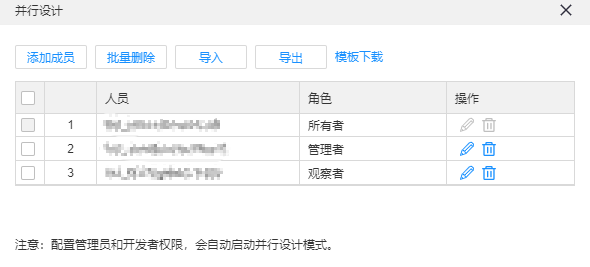 并行设计
添加成员 批量删除 导入 导出 模板下载
人员 角色 操作
1 所有者
2 管理者
3 观察者
注意：配置管理员和开发者权限，会自动启动并行设计模式。